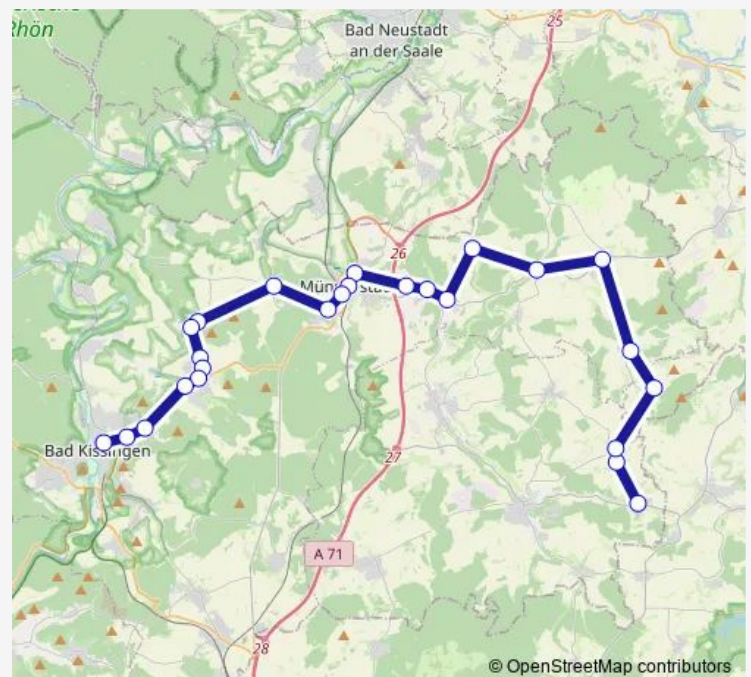 Rhön
Bad Neustadt
an der Saale
25
26
Bad Kissingen
27
A 71
28
© OpenStreetMap contributors